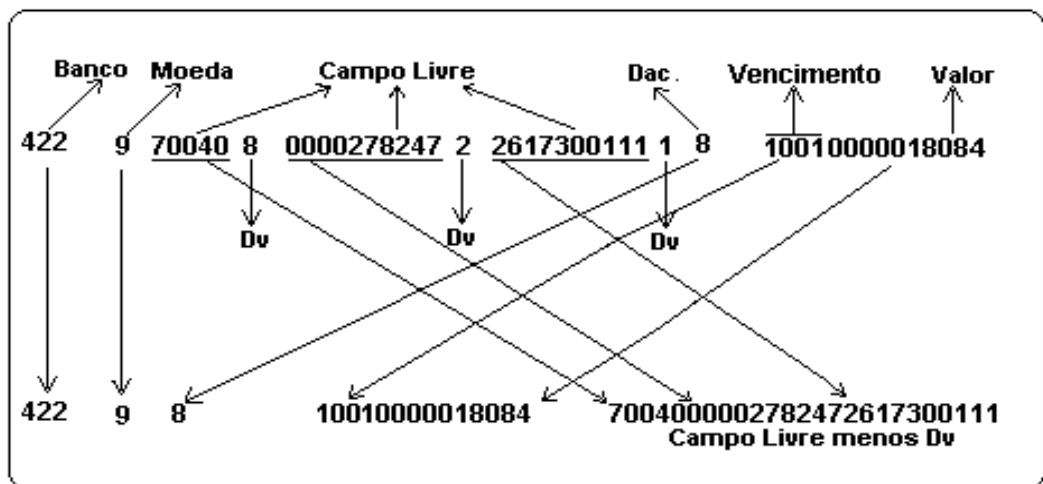 Banco Moeda Campo Livre Dac. Vencimento Valor
422 9 70040 8 0000278247 2 2617300111 1 8 10010000018084
Dv Dv Dv
422 9 8 10010000018084 7004000002782472617300111
Campo Livre menos Dv